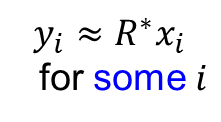 yᵢ ≈ R*xᵢ
for some i